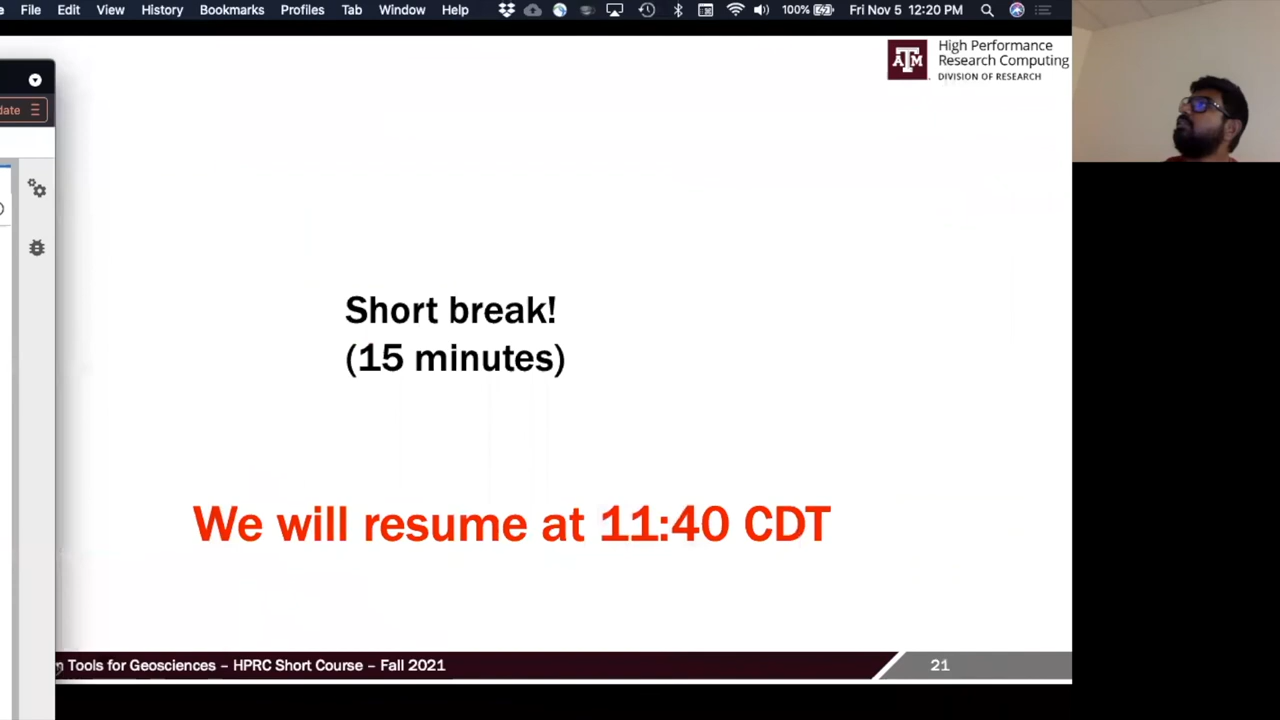 File Edit View History Bookmarks Profiles Tab Window Help 100% Fri Nov 5 12:20 PM
ATM High Performance
Research Computing
DIVISION OF RESEARCH
date
Short break!
(15 minutes)
We will resume at 11:40 CDT
Tools for Geosciences – HPRC Short Course – Fall 2021
21